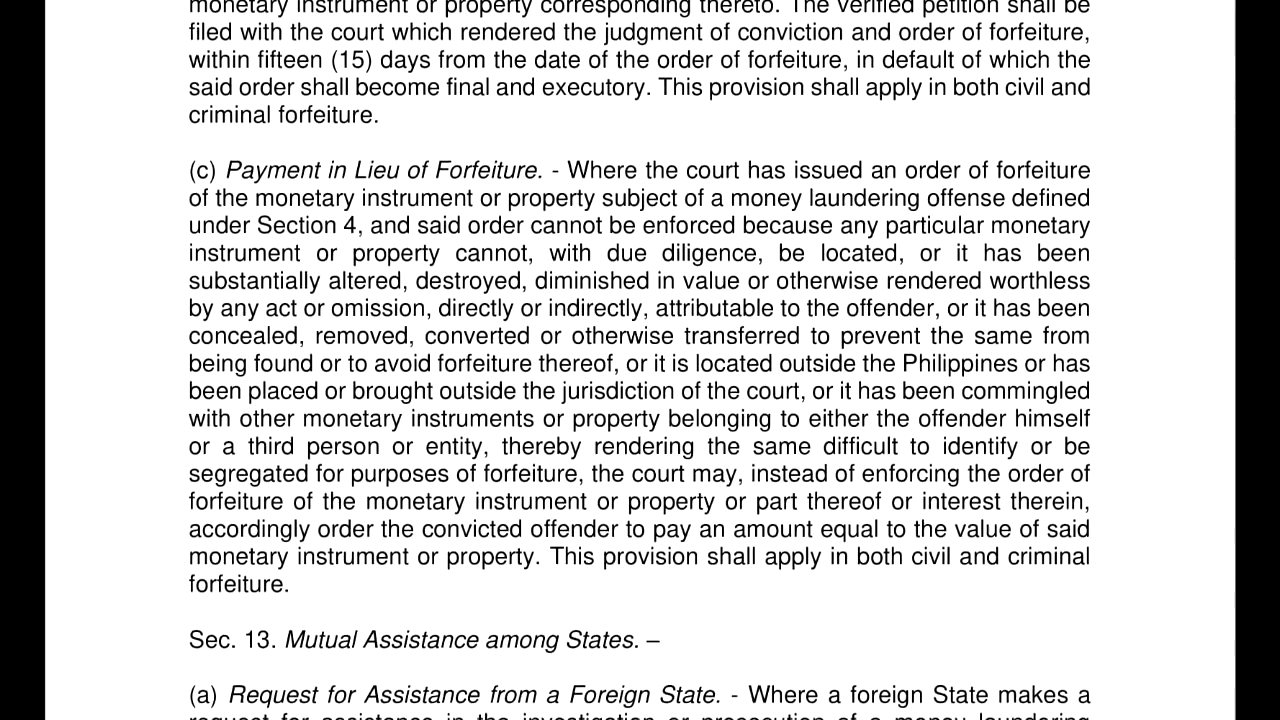 monetary instrument or property corresponding thereto. The verified petition shall be
filed with the court which rendered the judgment of conviction and order of forfeiture,
within fifteen (15) days from the date of the order of forfeiture, in default of which the
said order shall become final and executory. This provision shall apply in both civil and
criminal forfeiture.
(c) Payment in Lieu of Forfeiture. - Where the court has issued an order of forfeiture
of the monetary instrument or property subject of a money laundering offense defined
under Section 4, and said order cannot be enforced because any particular monetary
instrument or property cannot, with due diligence, be located, or it has been
substantially altered, destroyed, diminished in value or otherwise rendered worthless
by any act or omission, directly or indirectly, attributable to the offender, or it has been
concealed, removed, converted or otherwise transferred to prevent the same from
being found or to avoid forfeiture thereof, or it is located outside the Philippines or has
been placed or brought outside the jurisdiction of the court, or it has been commingled
with other monetary instruments or property belonging to either the offender himself
or a third person or entity, thereby rendering the same difficult to identify or be
segregated for purposes of forfeiture, the court may, instead of enforcing the order of
forfeiture of the monetary instrument or property or part thereof or interest therein,
accordingly order the convicted offender to pay an amount equal to the value of said
monetary instrument or property. This provision shall apply in both civil and criminal
forfeiture.
Sec. 13. Mutual Assistance among States. –
(a) Request for Assistance from a Foreign State. - Where a foreign State makes a
request for assistance in the investigation or prosecution of a money laundering